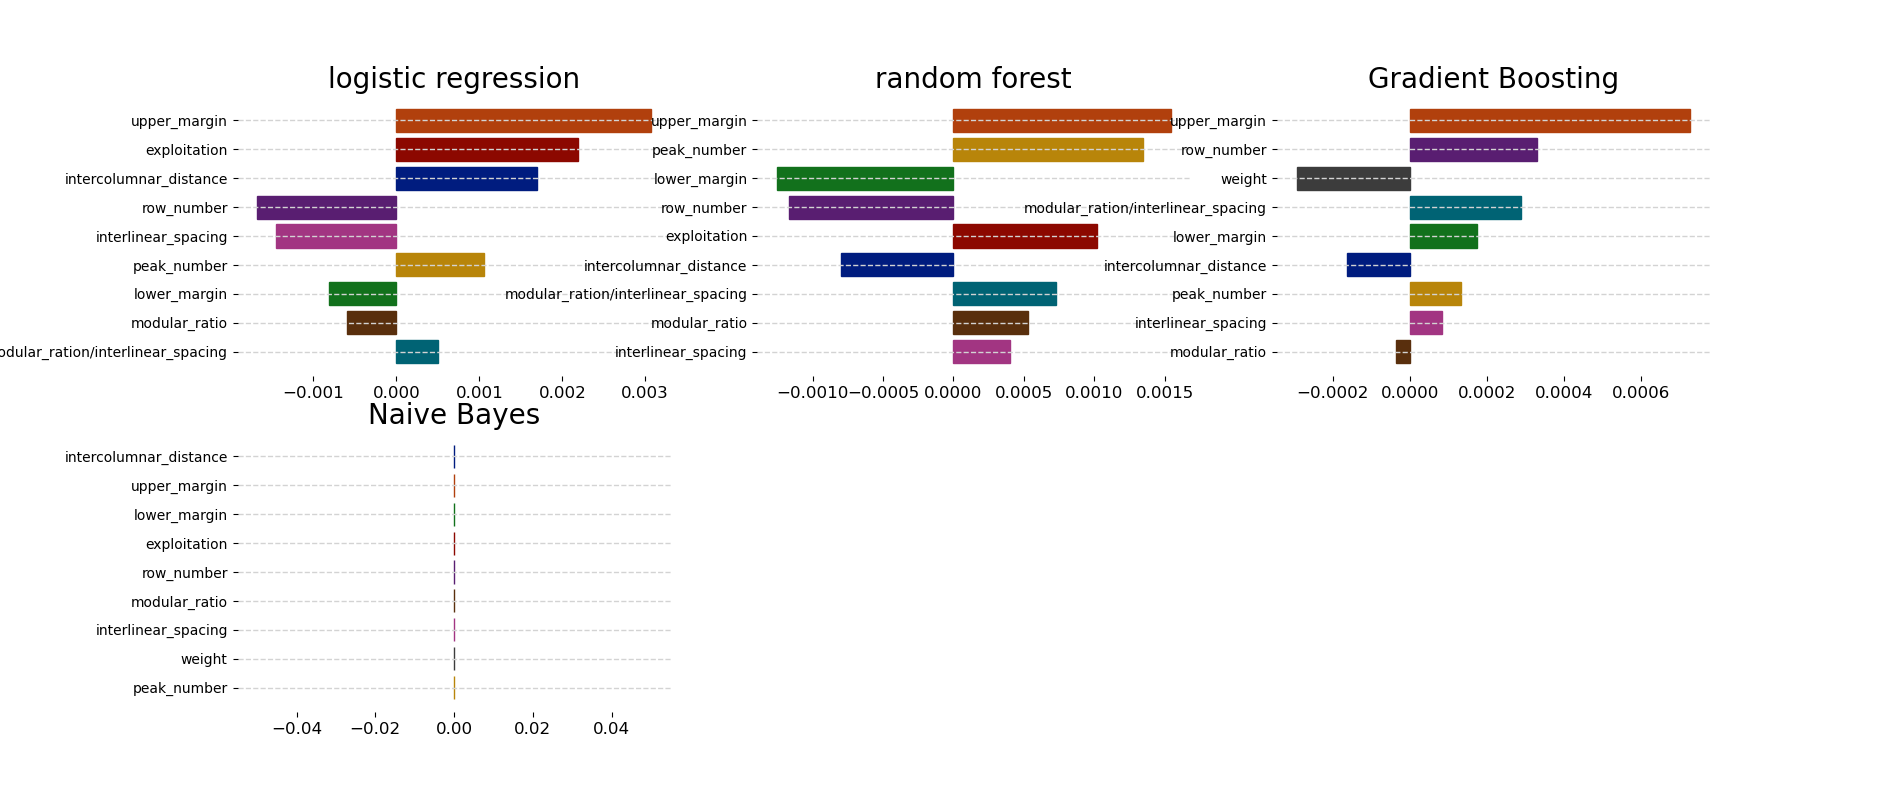 logistic regression
upper_margin
exploitation
intercolumnar_distance
row_number
interlinear_spacing
peak_number
lower_margin
modular_ratio
odular_ration/interlinear_spacing
−0.001 0.000 0.001 0.002 0.003
random forest
upper_margin
peak_number
lower_margin
row_number
exploitation
intercolumnar_distance
modular_ration/interlinear_spacing
modular_ratio
interlinear_spacing
−0.0010 −0.0005 0.0000 0.0005 0.0010 0.0015
Gradient Boosting
upper_margin
row_number
weight
modular_ration/interlinear_spacing
lower_margin
intercolumnar_distance
peak_number
interlinear_spacing
modular_ratio
−0.0002 0.0000 0.0002 0.0004 0.0006
Naive Bayes
intercolumnar_distance
upper_margin
lower_margin
exploitation
row_number
modular_ratio
interlinear_spacing
weight
peak_number
−0.04 −0.02 0.00 0.02 0.04